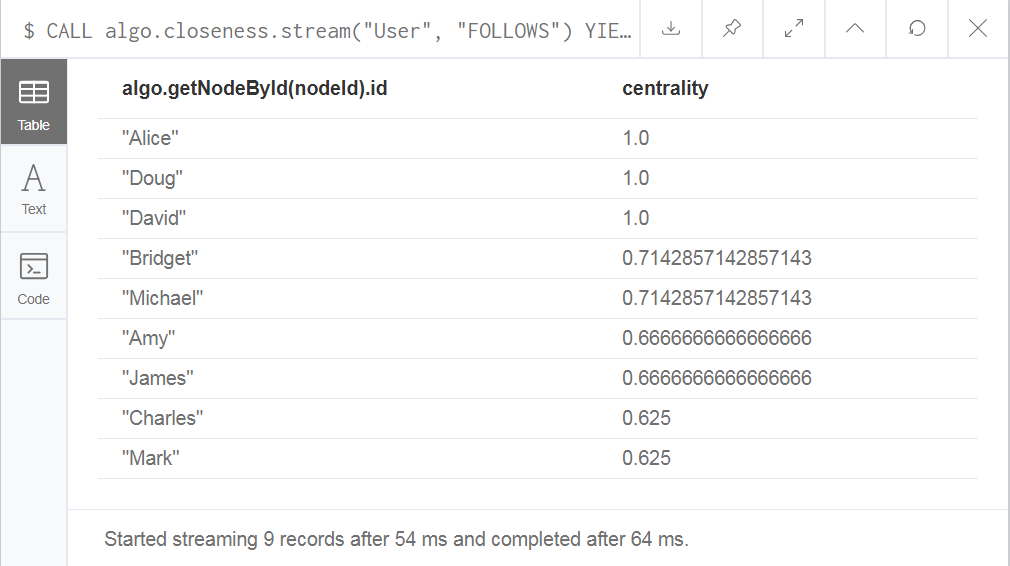 $ CALL algo.closeness.stream("User", "FOLLOWS") YIE…
Table
Text
Code
algo.getNodeById(nodeId).id centrality
"Alice" 1.0
"Doug" 1.0
"David" 1.0
"Bridget" 0.7142857142857143
"Michael" 0.7142857142857143
"Amy" 0.6666666666666666
"James" 0.6666666666666666
"Charles" 0.625
"Mark" 0.625
Started streaming 9 records after 54 ms and completed after 64 ms.